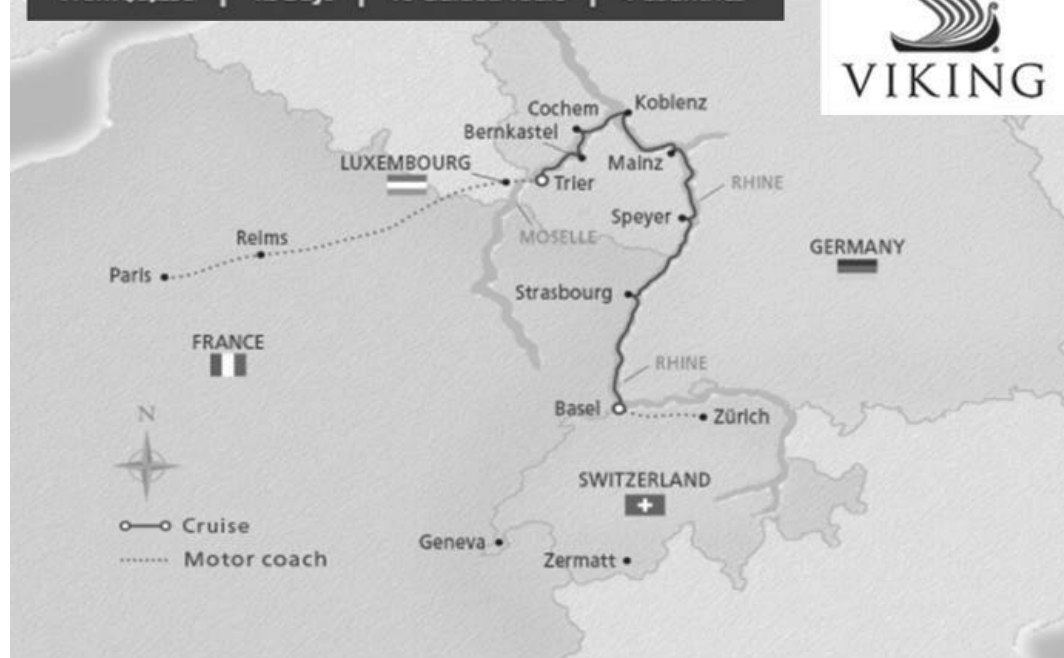 VIKING
Cochem
Koblenz
Bernkastel
LUXEMBOURG
Mainz
Trier
RHINE
Speyer
MOSELLE
Reims
GERMANY
Paris
Strasbourg
FRANCE
RHINE
N
Basel
Zürich
SWITZERLAND
Cruise
Geneva
Motor coach
Zermatt